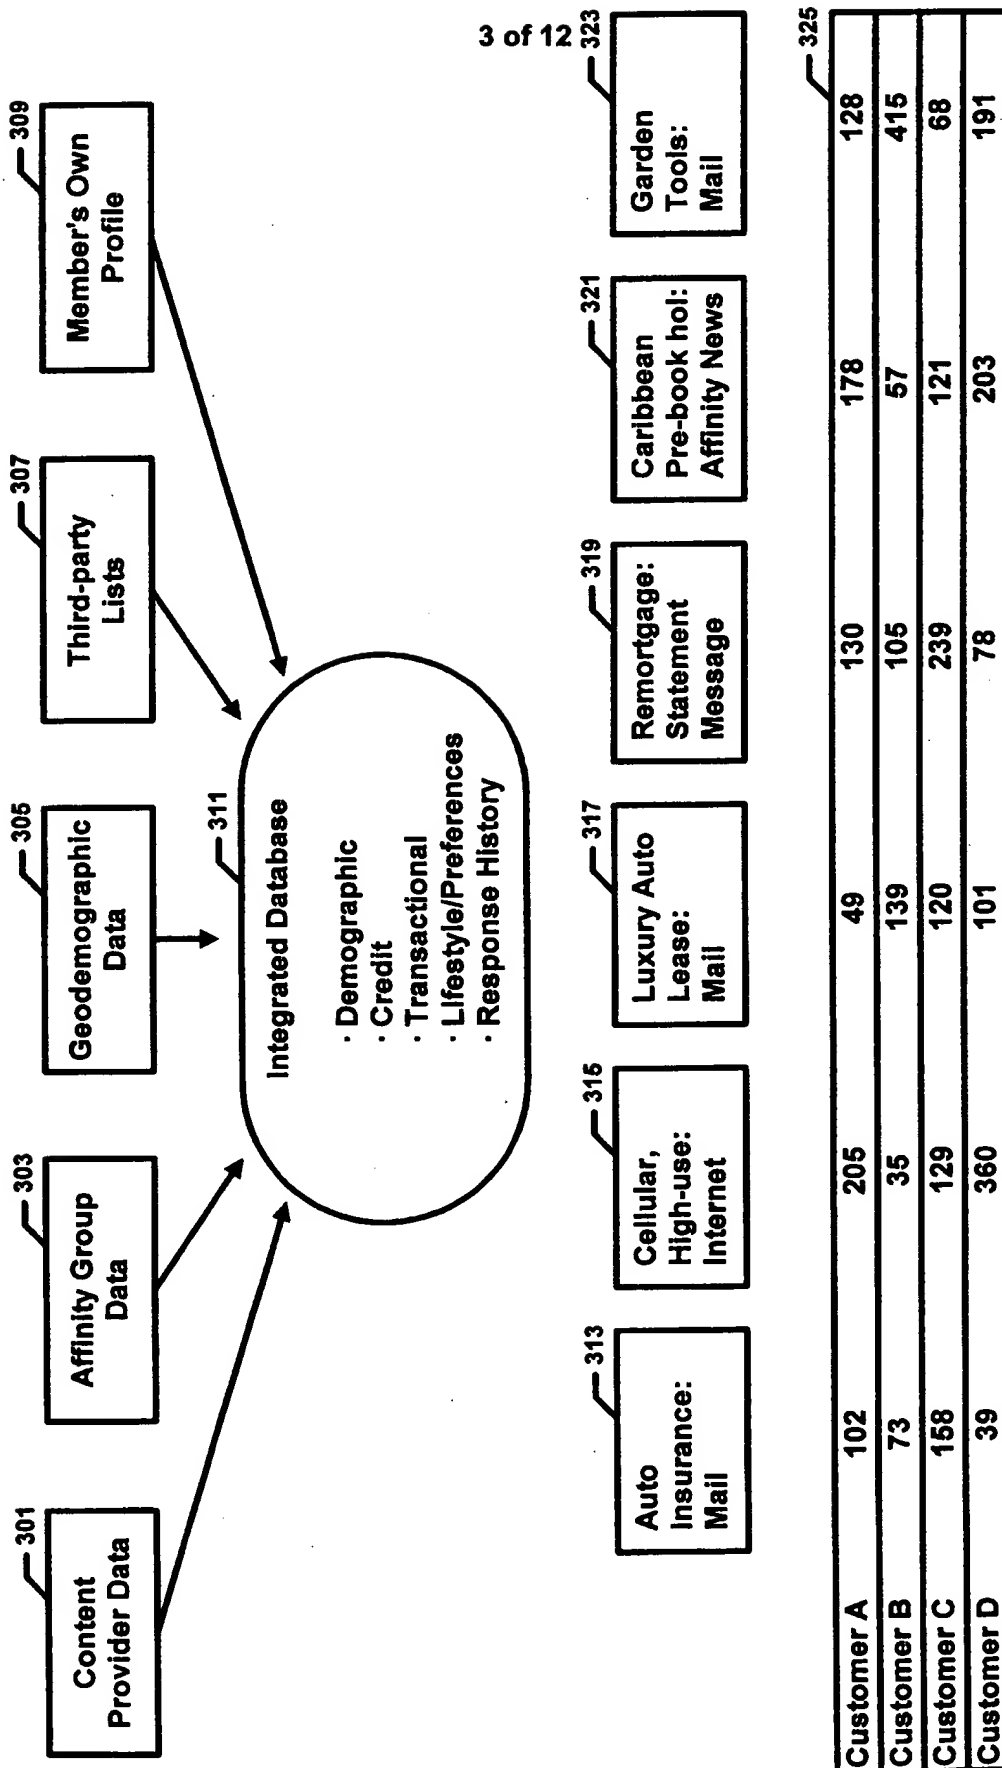 3 of 12
301
Content
Provider Data
303
Affinity Group
Data
305
Geodemographic
Data
307
Third-party
Lists
309
Member's Own
Profile
311
Integrated Database
· Demographic
· Credit
· Transactional
· Lifestyle/Preferences
· Response History
313
Auto
Insurance:
Mail
315
Cellular,
High-use:
Internet
317
Luxury Auto
Lease:
Mail
319
Remortgage:
Statement
Message
321
Caribbean
Pre-book hol:
Affinity News
323
Garden
Tools:
Mail
325
Customer A 102 205 49 130 178 128
Customer B 73 35 139 105 57 415
Customer C 158 129 120 239 121 68
Customer D 39 360 101 78 203 191